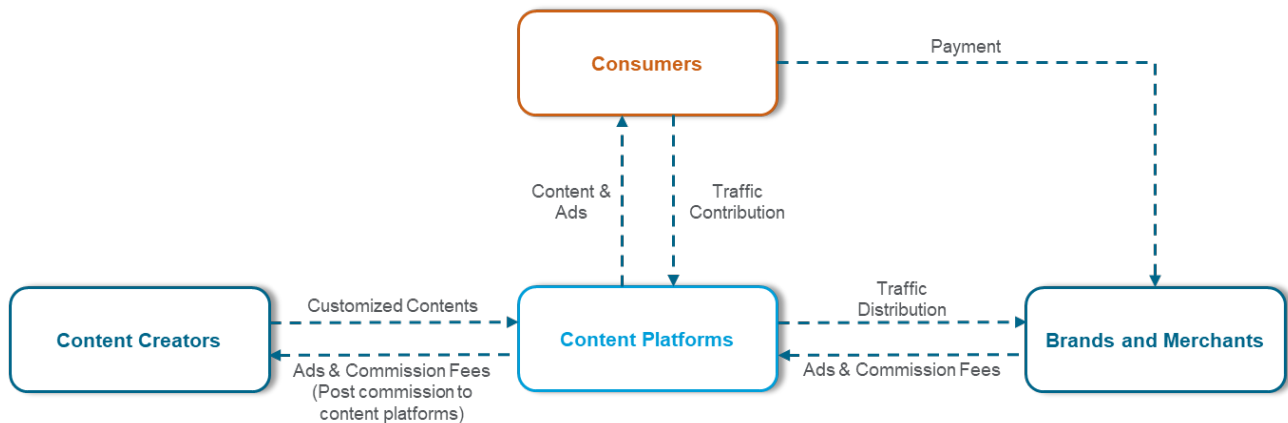 Consumers
Payment
Content &
Ads
Traffic
Contribution
Content Creators
Customized Contents
Ads & Commission Fees
(Post commission to
content platforms)
Content Platforms
Traffic
Distribution
Ads & Commission Fees
Brands and Merchants